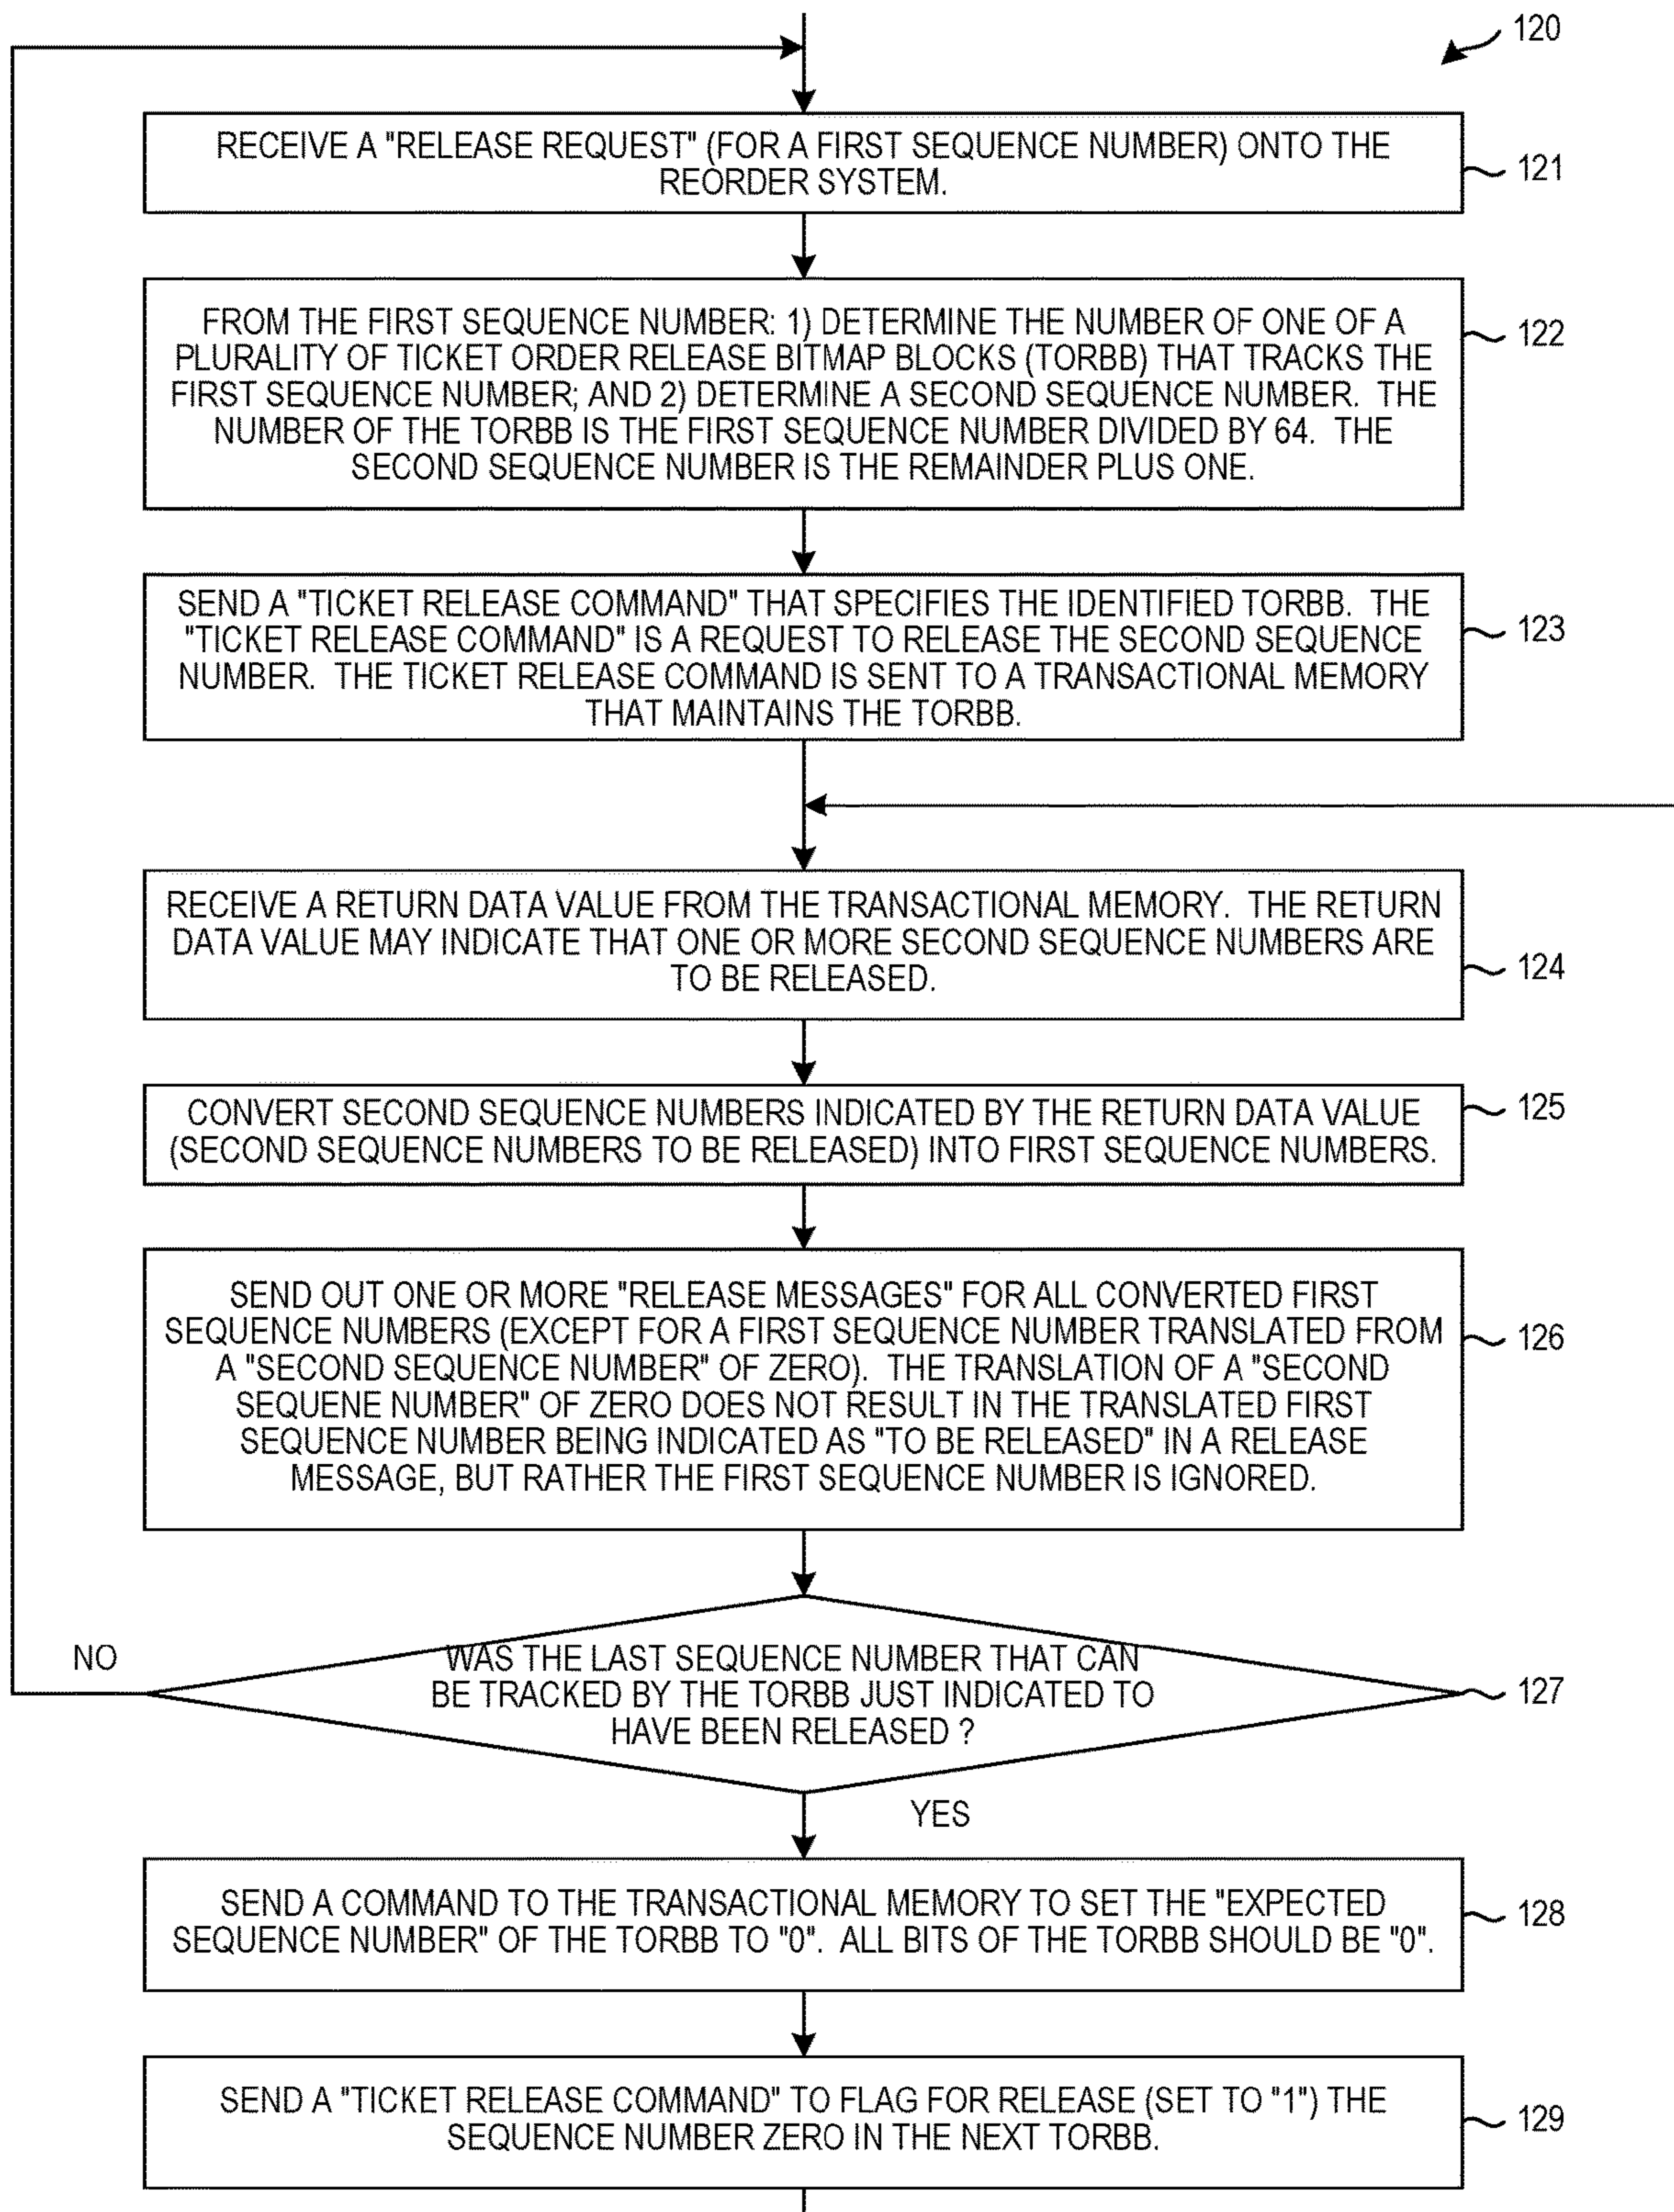 120
RECEIVE A "RELEASE REQUEST" (FOR A FIRST SEQUENCE NUMBER) ONTO THE
REORDER SYSTEM.
121
FROM THE FIRST SEQUENCE NUMBER: 1) DETERMINE THE NUMBER OF ONE OF A
PLURALITY OF TICKET ORDER RELEASE BITMAP BLOCKS (TORBB) THAT TRACKS THE
FIRST SEQUENCE NUMBER; AND 2) DETERMINE A SECOND SEQUENCE NUMBER. THE
NUMBER OF THE TORBB IS THE FIRST SEQUENCE NUMBER DIVIDED BY 64. THE
SECOND SEQUENCE NUMBER IS THE REMAINDER PLUS ONE.
122
SEND A "TICKET RELEASE COMMAND" THAT SPECIFIES THE IDENTIFIED TORBB. THE
"TICKET RELEASE COMMAND" IS A REQUEST TO RELEASE THE SECOND SEQUENCE
NUMBER. THE TICKET RELEASE COMMAND IS SENT TO A TRANSACTIONAL MEMORY
THAT MAINTAINS THE TORBB.
123
RECEIVE A RETURN DATA VALUE FROM THE TRANSACTIONAL MEMORY. THE RETURN
DATA VALUE MAY INDICATE THAT ONE OR MORE SECOND SEQUENCE NUMBERS ARE
TO BE RELEASED.
124
CONVERT SECOND SEQUENCE NUMBERS INDICATED BY THE RETURN DATA VALUE
(SECOND SEQUENCE NUMBERS TO BE RELEASED) INTO FIRST SEQUENCE NUMBERS.
125
SEND OUT ONE OR MORE "RELEASE MESSAGES" FOR ALL CONVERTED FIRST
SEQUENCE NUMBERS (EXCEPT FOR A FIRST SEQUENCE NUMBER TRANSLATED FROM
A "SECOND SEQUENCE NUMBER" OF ZERO). THE TRANSLATION OF A "SECOND
SEQUENE NUMBER" OF ZERO DOES NOT RESULT IN THE TRANSLATED FIRST
SEQUENCE NUMBER BEING INDICATED AS "TO BE RELEASED" IN A RELEASE
MESSAGE, BUT RATHER THE FIRST SEQUENCE NUMBER IS IGNORED.
126
NO
WAS THE LAST SEQUENCE NUMBER THAT CAN
BE TRACKED BY THE TORBB JUST INDICATED TO
HAVE BEEN RELEASED ?
127
YES
SEND A COMMAND TO THE TRANSACTIONAL MEMORY TO SET THE "EXPECTED
SEQUENCE NUMBER" OF THE TORBB TO "0". ALL BITS OF THE TORBB SHOULD BE "0".
128
SEND A "TICKET RELEASE COMMAND" TO FLAG FOR RELEASE (SET TO "1") THE
SEQUENCE NUMBER ZERO IN THE NEXT TORBB.
129